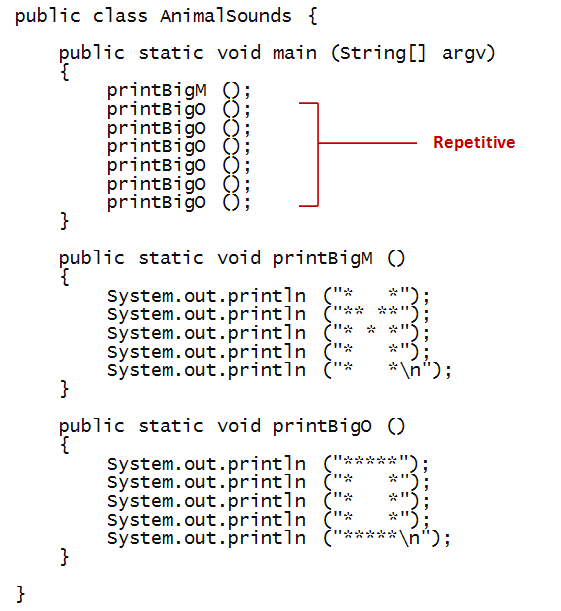 public class AnimalSounds {
public static void main (String[] argv)
{
printBigM ();
printBigO ();
printBigO ();
printBigO ();
printBigO ();
printBigO ();
printBigO ();
Repetitive
}
public static void printBigM ()
{
System.out.println ("*   *");
System.out.println ("** **");
System.out.println ("* * *");
System.out.println ("*   *");
System.out.println ("*   *\n");
}
public static void printBigO ()
{
System.out.println ("*****");
System.out.println ("*   *");
System.out.println ("*   *");
System.out.println ("*   *");
System.out.println ("*****\n");
}
}